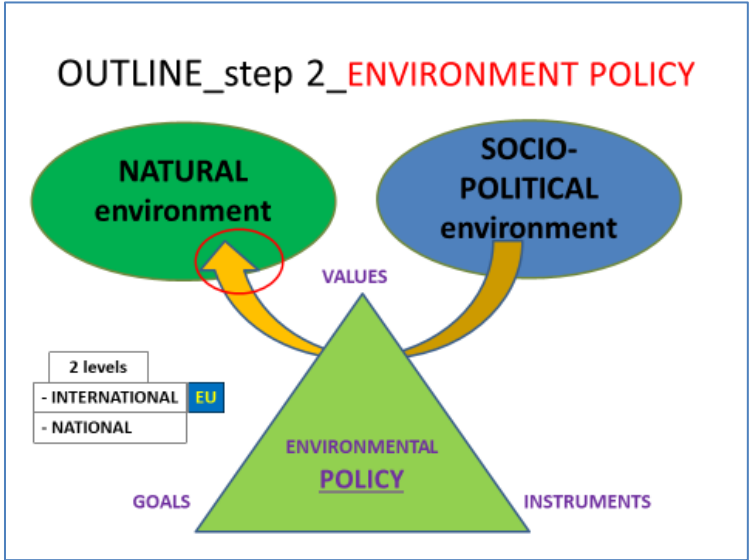 OUTLINE_step 2_ENVIRONMENT POLICY
NATURAL
environment
SOCIO-
POLITICAL
environment
VALUES
2 levels
- INTERNATIONAL EU
- NATIONAL
ENVIRONMENTAL
POLICY
GOALS
INSTRUMENTS